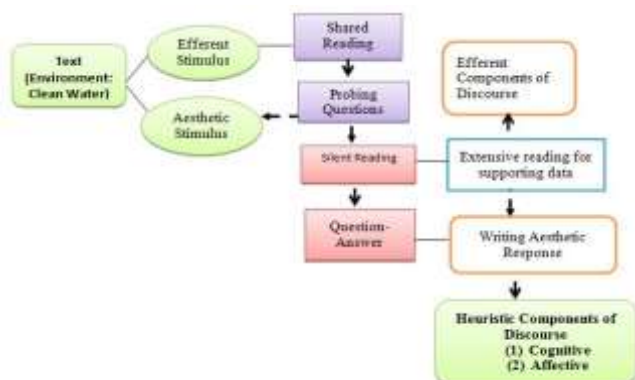 Text
(Environment:
Clean Water)
Efferent
Stimulus
Aesthetic
Stimulus
Shared
Reading
Probing
Questions
Silent Reading
Question-
Answer
Efferent
Components of
Discourse
Extensive reading for
supporting data
Writing Aesthetic
Response
Heuristic Components of
Discourse
(1) Cognitive
(2) Affective